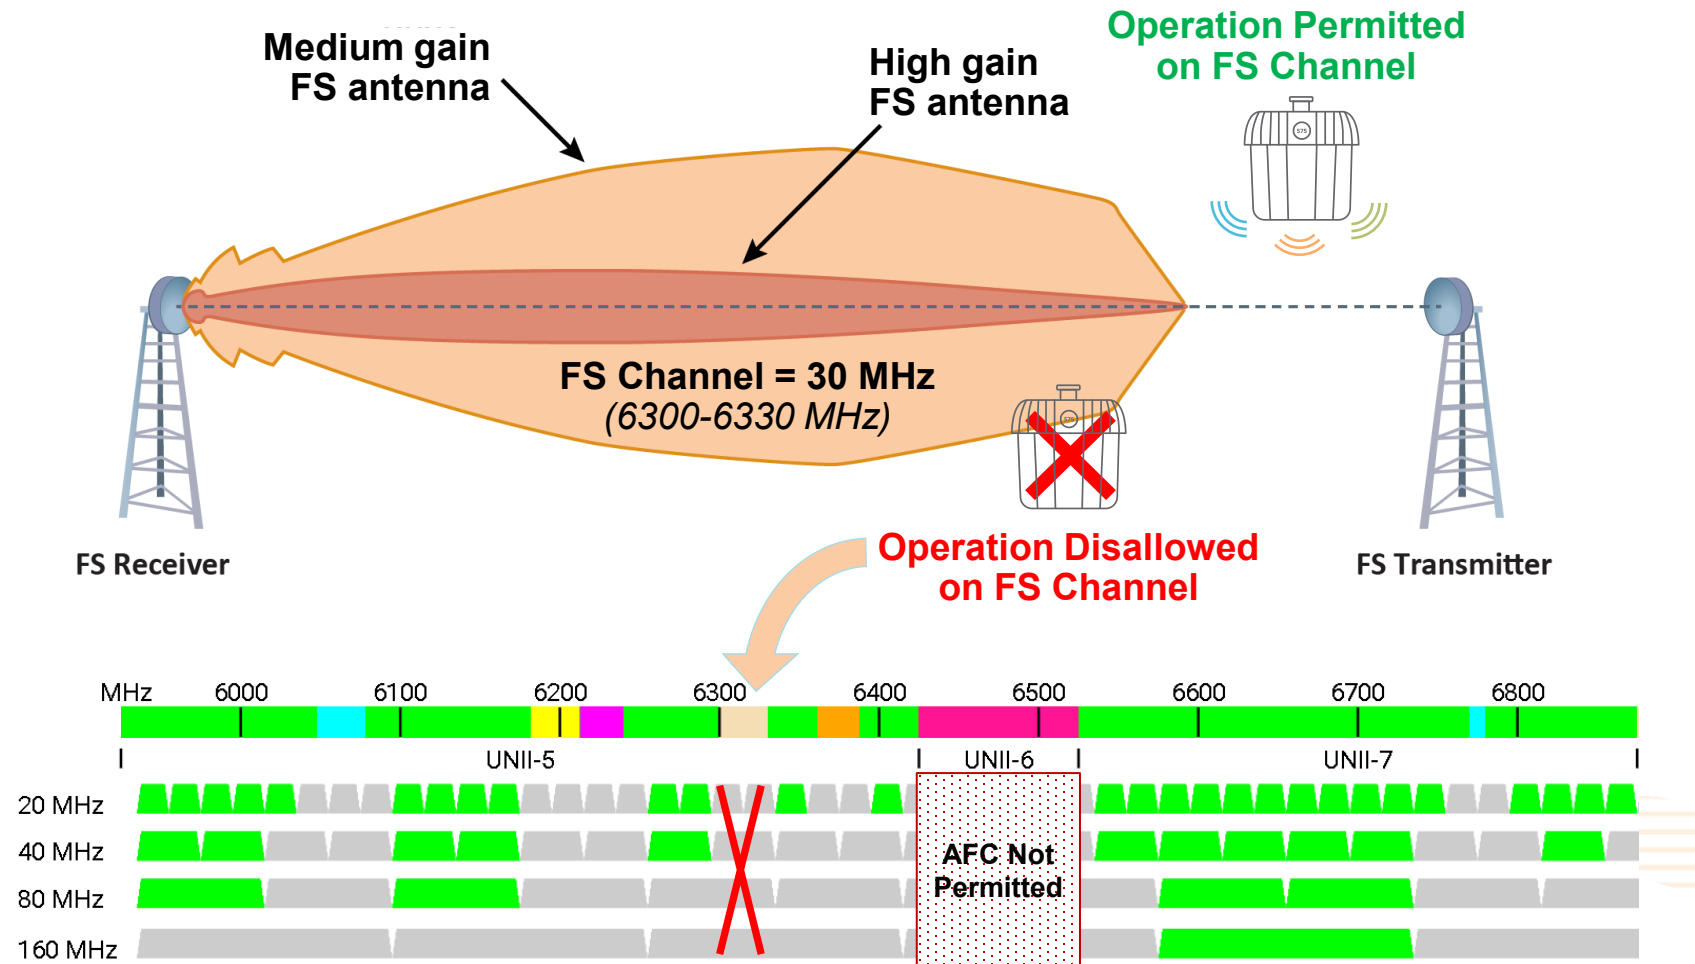 Medium gain
FS antenna
High gain
FS antenna
Operation Permitted
on FS Channel
575
FS Channel = 30 MHz
(6300-6330 MHz)
575
FS Receiver
Operation Disallowed
on FS Channel
FS Transmitter
MHz 6000 6100 6200 6300 6400 6500 6600 6700 6800
UNII-5 UNII-6 UNII-7
20 MHz
40 MHz
80 MHz
160 MHz
AFC Not
Permitted